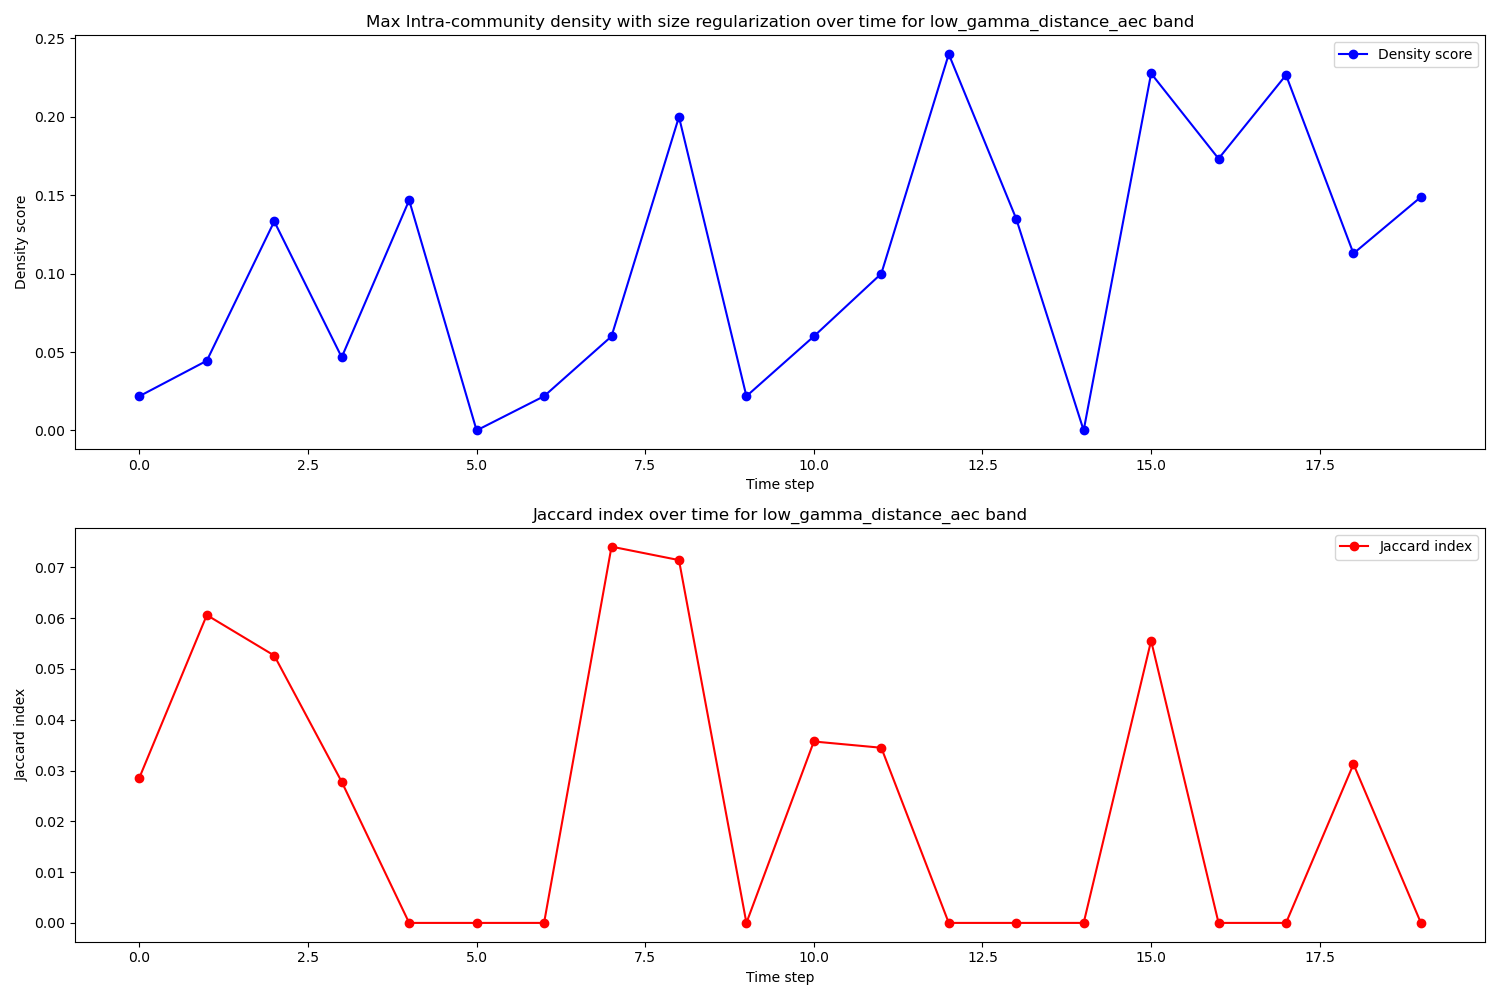 Max Intra-community density with size regularization over time for low_gamma_distance_aec band
Density score
0.25
0.20
0.15
0.10
0.05
0.00
Density score
0.0 2.5 5.0 7.5 10.0 12.5 15.0 17.5
Time step
Jaccard index over time for low_gamma_distance_aec band
Jaccard index
0.07
0.06
0.05
0.04
0.03
0.02
0.01
0.00
Jaccard index
0.0 2.5 5.0 7.5 10.0 12.5 15.0 17.5
Time step